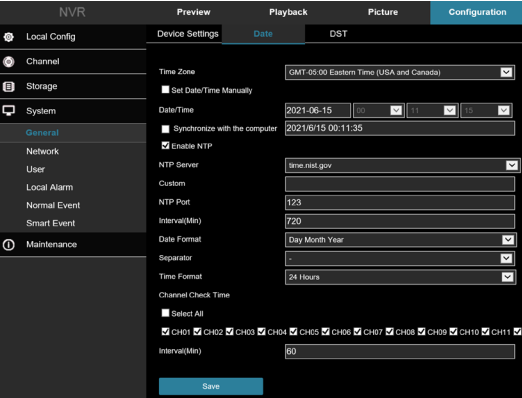 NVR Preview Playback Picture Configuration
Local Config
Channel
Storage
System
General
Network
User
Local Alarm
Normal Event
Smart Event
Maintenance
Device Settings Date DST
Time Zone GMT-05:00 Eastern Time (USA and Canada)
Set Date/Time Manually
Date/Time 2021-06-15 00 11 15
Synchronize with the computer 2021/6/15 00:11:35
Enable NTP
NTP Server time.nist.gov
Custom
NTP Port 123
Interval(Min) 720
Date Format Day Month Year
Separator -
Time Format 24 Hours
Channel Check Time
Select All
CH01 CH02 CH03 CH04 CH05 CH06 CH07 CH08 CH09 CH10 CH11
Interval(Min) 60
Save